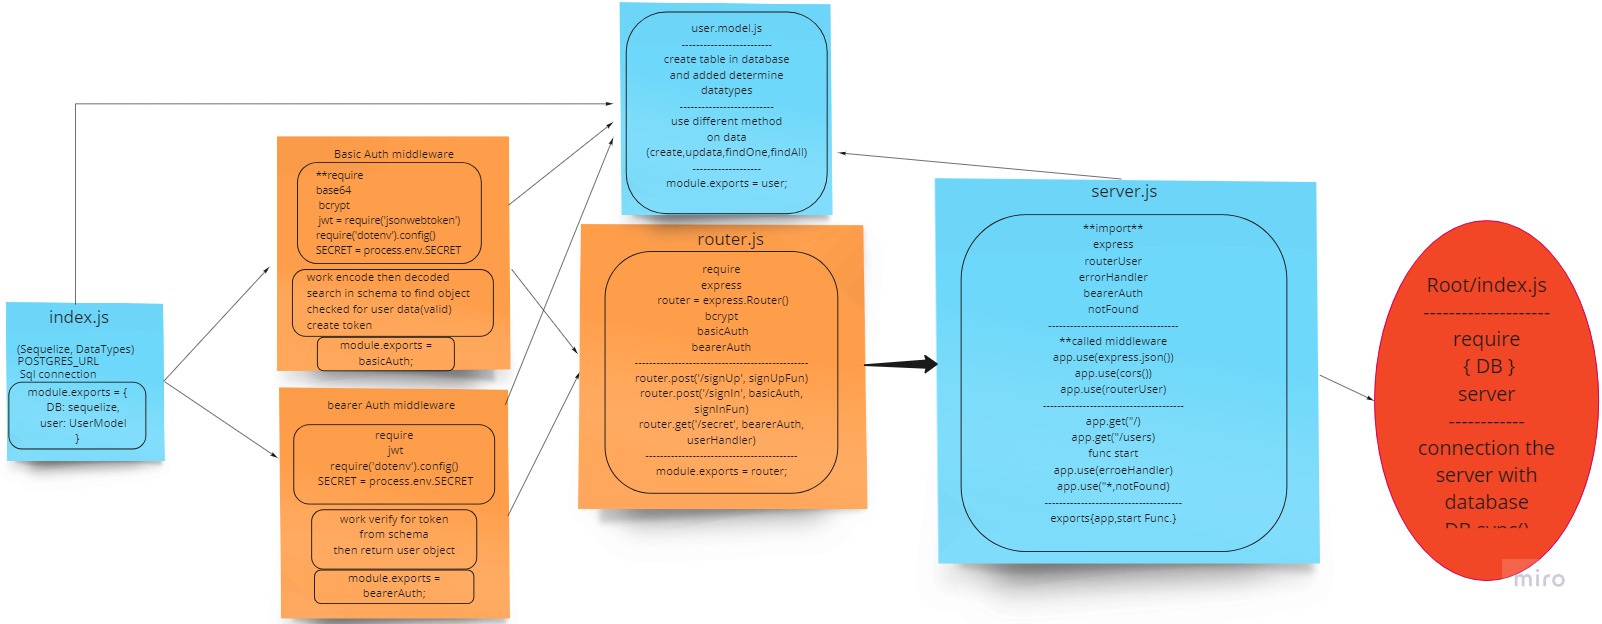 user.model.js
-------------------------
create table in database
and added determine
datatypes
--------------------------
use different method
on data
(create,updata,findOne,findAll)
-------------------
module.exports = user;
Basic Auth middleware
**require
base64
bcrypt
jwt = require('jsonwebtoken')
require('dotenv').config()
SECRET = process.env.SECRET
work encode then decoded
search in schema to find object
checked for user data(valid)
create token
module.exports =
basicAuth;
index.js
(Sequelize, DataTypes)
POSTGRES_URL
Sql connection
module.exports = {
DB: sequelize,
user: UserModel
}
bearer Auth middleware
require
jwt
require('dotenv').config()
SECRET = process.env.SECRET
work verify for token
from schema
then return user object
module.exports =
bearerAuth;
router.js
require
express
router = express.Router()
bcrypt
basicAuth
bearerAuth
------------------------------------------------
router.post('/signUp', signUpFun)
router.post('/signIn', basicAuth,
signInFun)
router.get('/secret', bearerAuth,
userHandler)
------------------------------------------
module.exports = router;
server.js
**import**
express
routerUser
errorHandler
bearerAuth
notFound
------------------------------------
**called middleware
app.use(express.json())
app.use(cors())
app.use(routerUser)
---------------------------------------
app.get("/)
app.get("/users)
func start
app.use(erroeHandler)
app.use("*,notFound)
--------------------------------------
exports{app,start Func.}
Root/index.js
--------------------
require
{ DB }
server
------------
connection the
server with
database
DB.sync()
miro